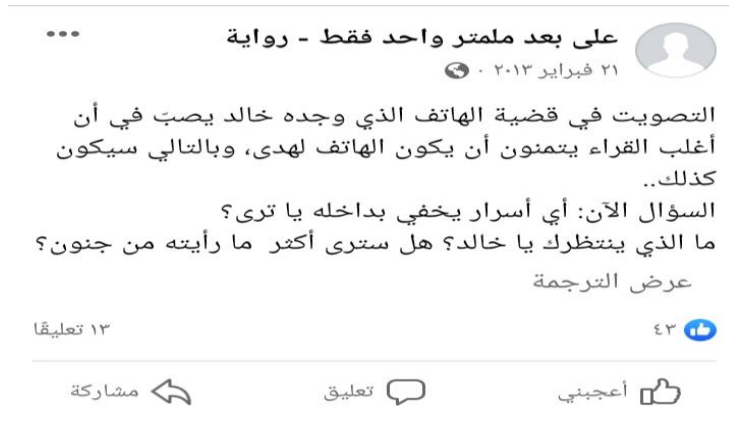 على بعد ملمتر واحد فقط - رواية
٢١ فبراير ٢٠١٣ ·
التصويت في قضية الهاتف الذي وجده خالد يصبّ في أن
أغلب القراء يتمنون أن يكون الهاتف لهدى، وبالتالي سيكون
كذلك..
السؤال الآن: أي أسرار يخفي بداخله يا ترى؟
ما الذي ينتظرك يا خالد؟ هل سترى أكثر ما رأيته من جنون؟
عرض الترجمة
٤٣
١٣ تعليقًا
أعجبني
تعليق
مشاركة